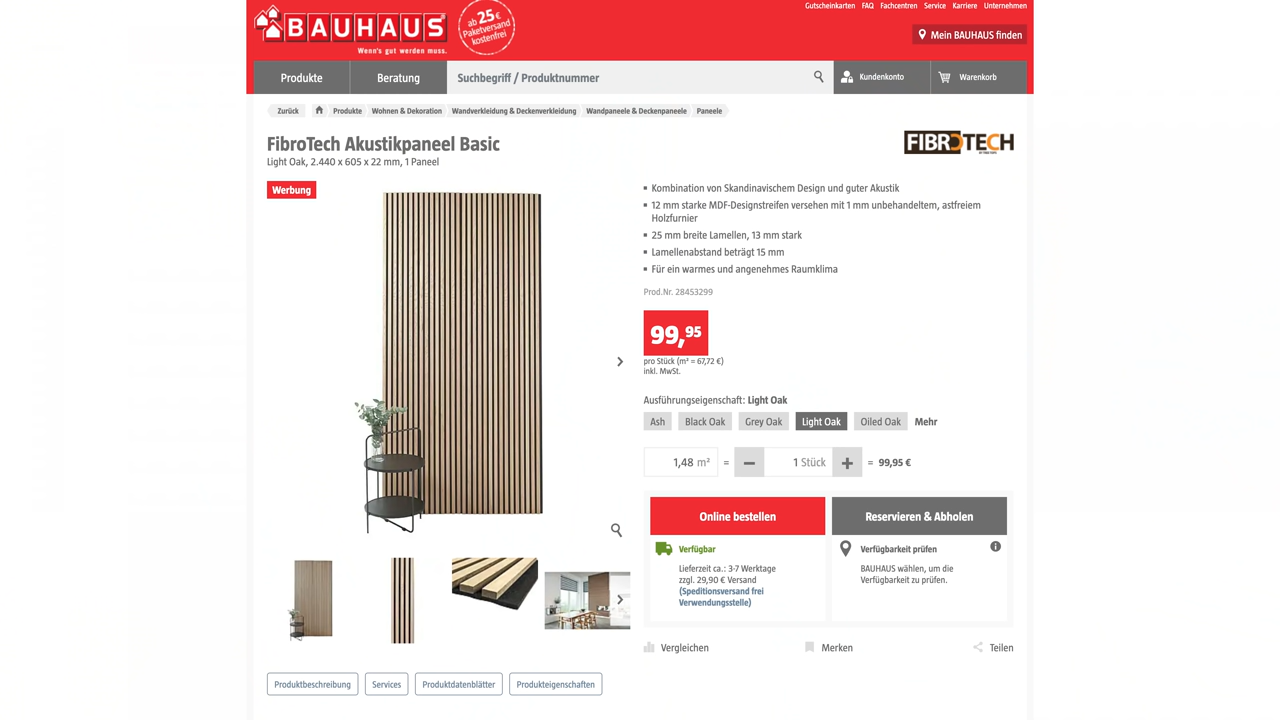 Gutscheinkarten FAQ Fachcentren Service Karriere Unternehmen
BAUHAUS
Wenn's gut werden muss.
ab 25€
Paketversand
kostenfrei
Mein BAUHAUS finden
Produkte
Beratung
Suchbegriff / Produktnummer
Kundenkonto
Warenkorb
Zurück
Produkte
Wohnen & Dekoration
Wandverkleidung & Deckenverkleidung
Wandpaneele & Deckenpaneele
Paneele
FibroTech Akustikpaneel Basic
Light Oak, 2.440 x 605 x 22 mm, 1 Paneel
FIBROTECH
Werbung
Kombination von Skandinavischem Design und guter Akustik
12 mm starke MDF-Designstreifen versehen mit 1 mm unbehandeltem, astfreiem
Holzfurnier
25 mm breite Lamellen, 13 mm stark
Lamellenabstand beträgt 15 mm
Für ein warmes und angenehmes Raumklima
Prod.Nr. 28453299
99,95
pro Stück (m² = 67,72 €)
inkl. MwSt.
Ausführungseigenschaft: Light Oak
Ash
Black Oak
Grey Oak
Light Oak
Oiled Oak
Mehr
1,48 m² = − 1 Stück + = 99,95 €
Online bestellen
Verfügbar
Lieferzeit ca.: 3-7 Werktage
zzgl. 29,90 € Versand
(Speditionsversand frei
Verwendungsstelle)
Reservieren & Abholen
Verfügbarkeit prüfen
BAUHAUS wählen, um die
Verfügbarkeit zu prüfen.
Vergleichen
Merken
Teilen
Produktbeschreibung
Services
Produktdatenblätter
Produkteigenschaften